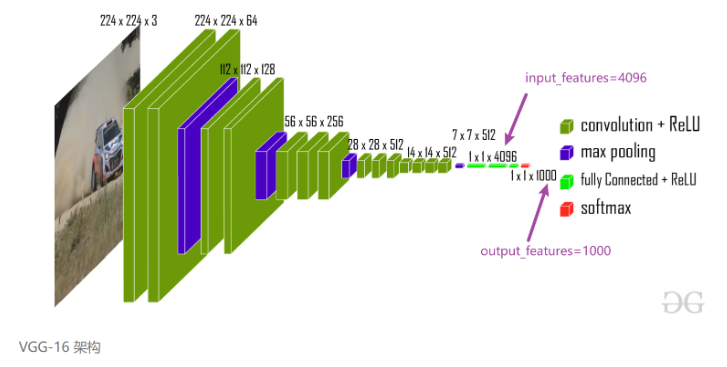 224 x 224 x 3
224 x 224 x 64
112 x 112 x 128
56 x 56 x 256
28 x 28 x 512
14 x 14 x 512
7 x 7 x 512
1 x 1 x 4096
1 x 1 x 1000
input_features=4096
output_features=1000
convolution + ReLU
max pooling
fully Connected + ReLU
softmax
VGG-16 架构